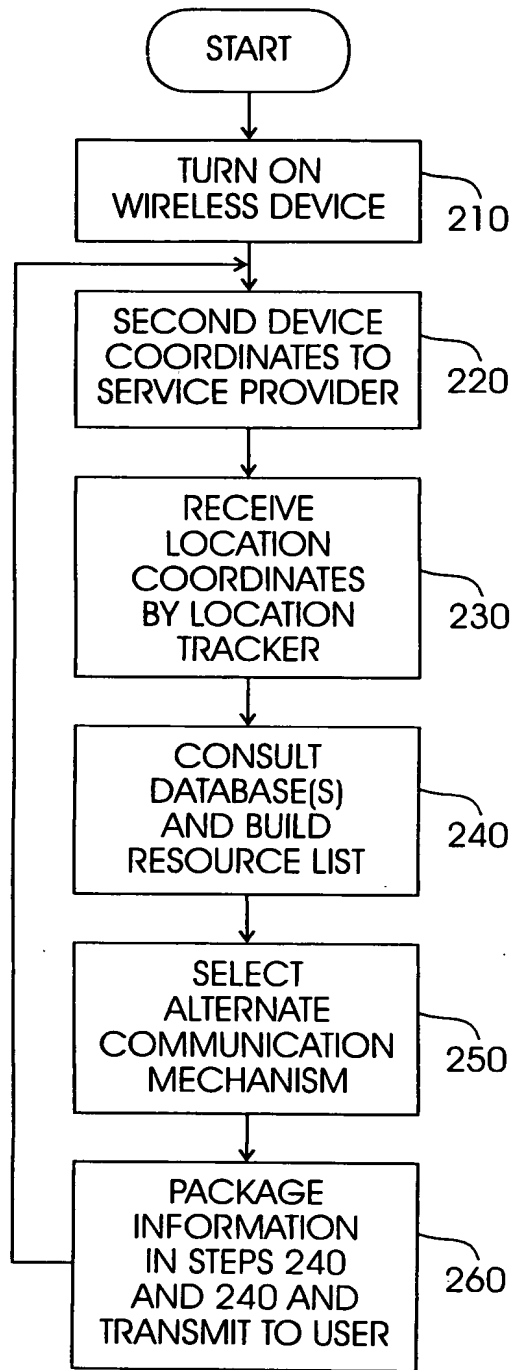 START
TURN ON
WIRELESS DEVICE
210
SECOND DEVICE
COORDINATES TO
SERVICE PROVIDER
220
RECEIVE
LOCATION
COORDINATES
BY LOCATION
TRACKER
230
CONSULT
DATABASE(S)
AND BUILD
RESOURCE LIST
240
SELECT
ALTERNATE
COMMUNICATION
MECHANISM
250
PACKAGE
INFORMATION
IN STEPS 240
AND 240 AND
TRANSMIT TO USER
260